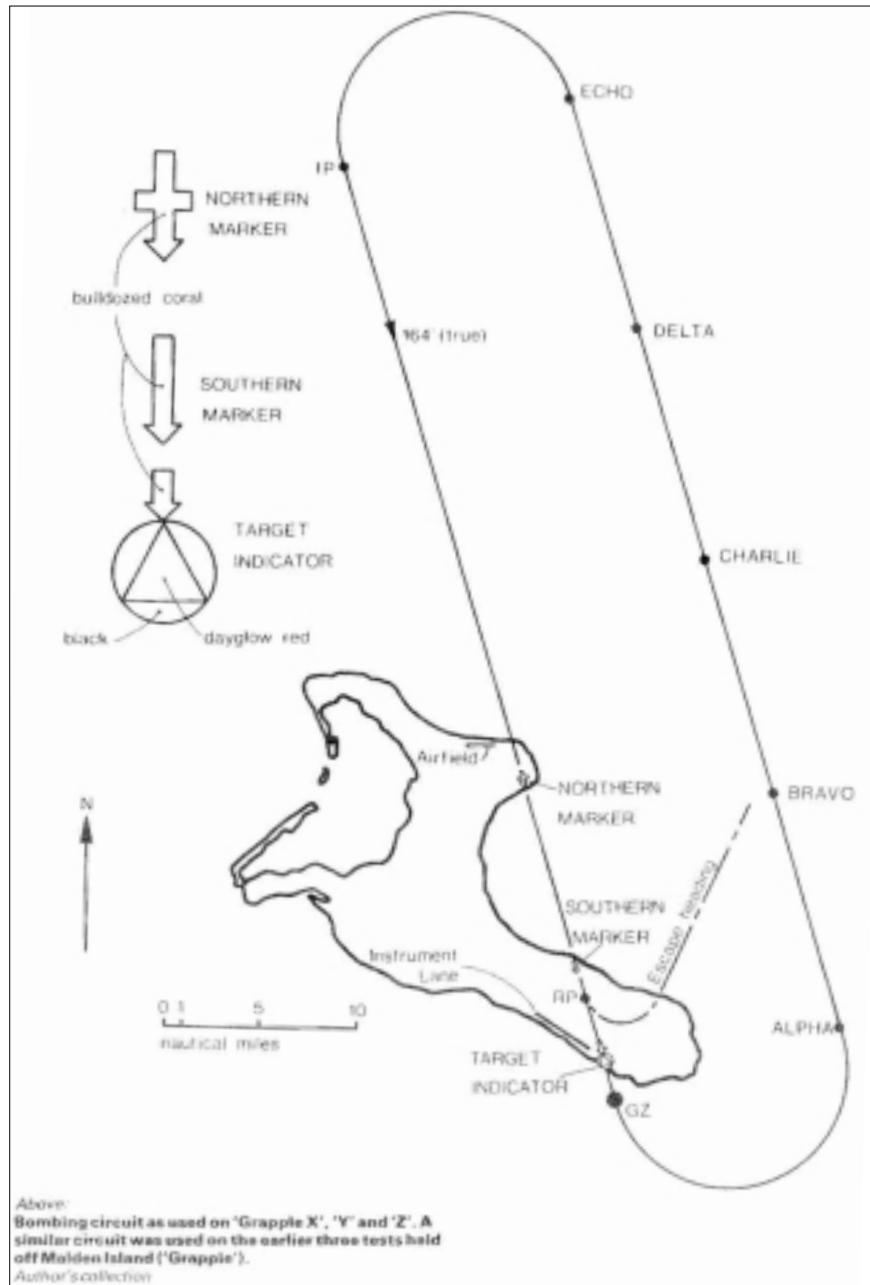 ECHO
IP
NORTHERN
MARKER
bulldozed coral
164° (true)
DELTA
SOUTHERN
MARKER
TARGET
INDICATOR
CHARLIE
black
dayglow red
Airfield
NORTHERN
MARKER
BRAVO
N
SOUTHERN
MARKER
Escape heading
Instrument
Lane
RP
0 1 5 10
nautical miles
ALPHA
TARGET
INDICATOR
GZ
Above:
Bombing circuit as used on 'Grapple X', 'Y' and 'Z'. A
similar circuit was used on the earlier three tests held
off Malden Island ('Grapple').
Author's collection